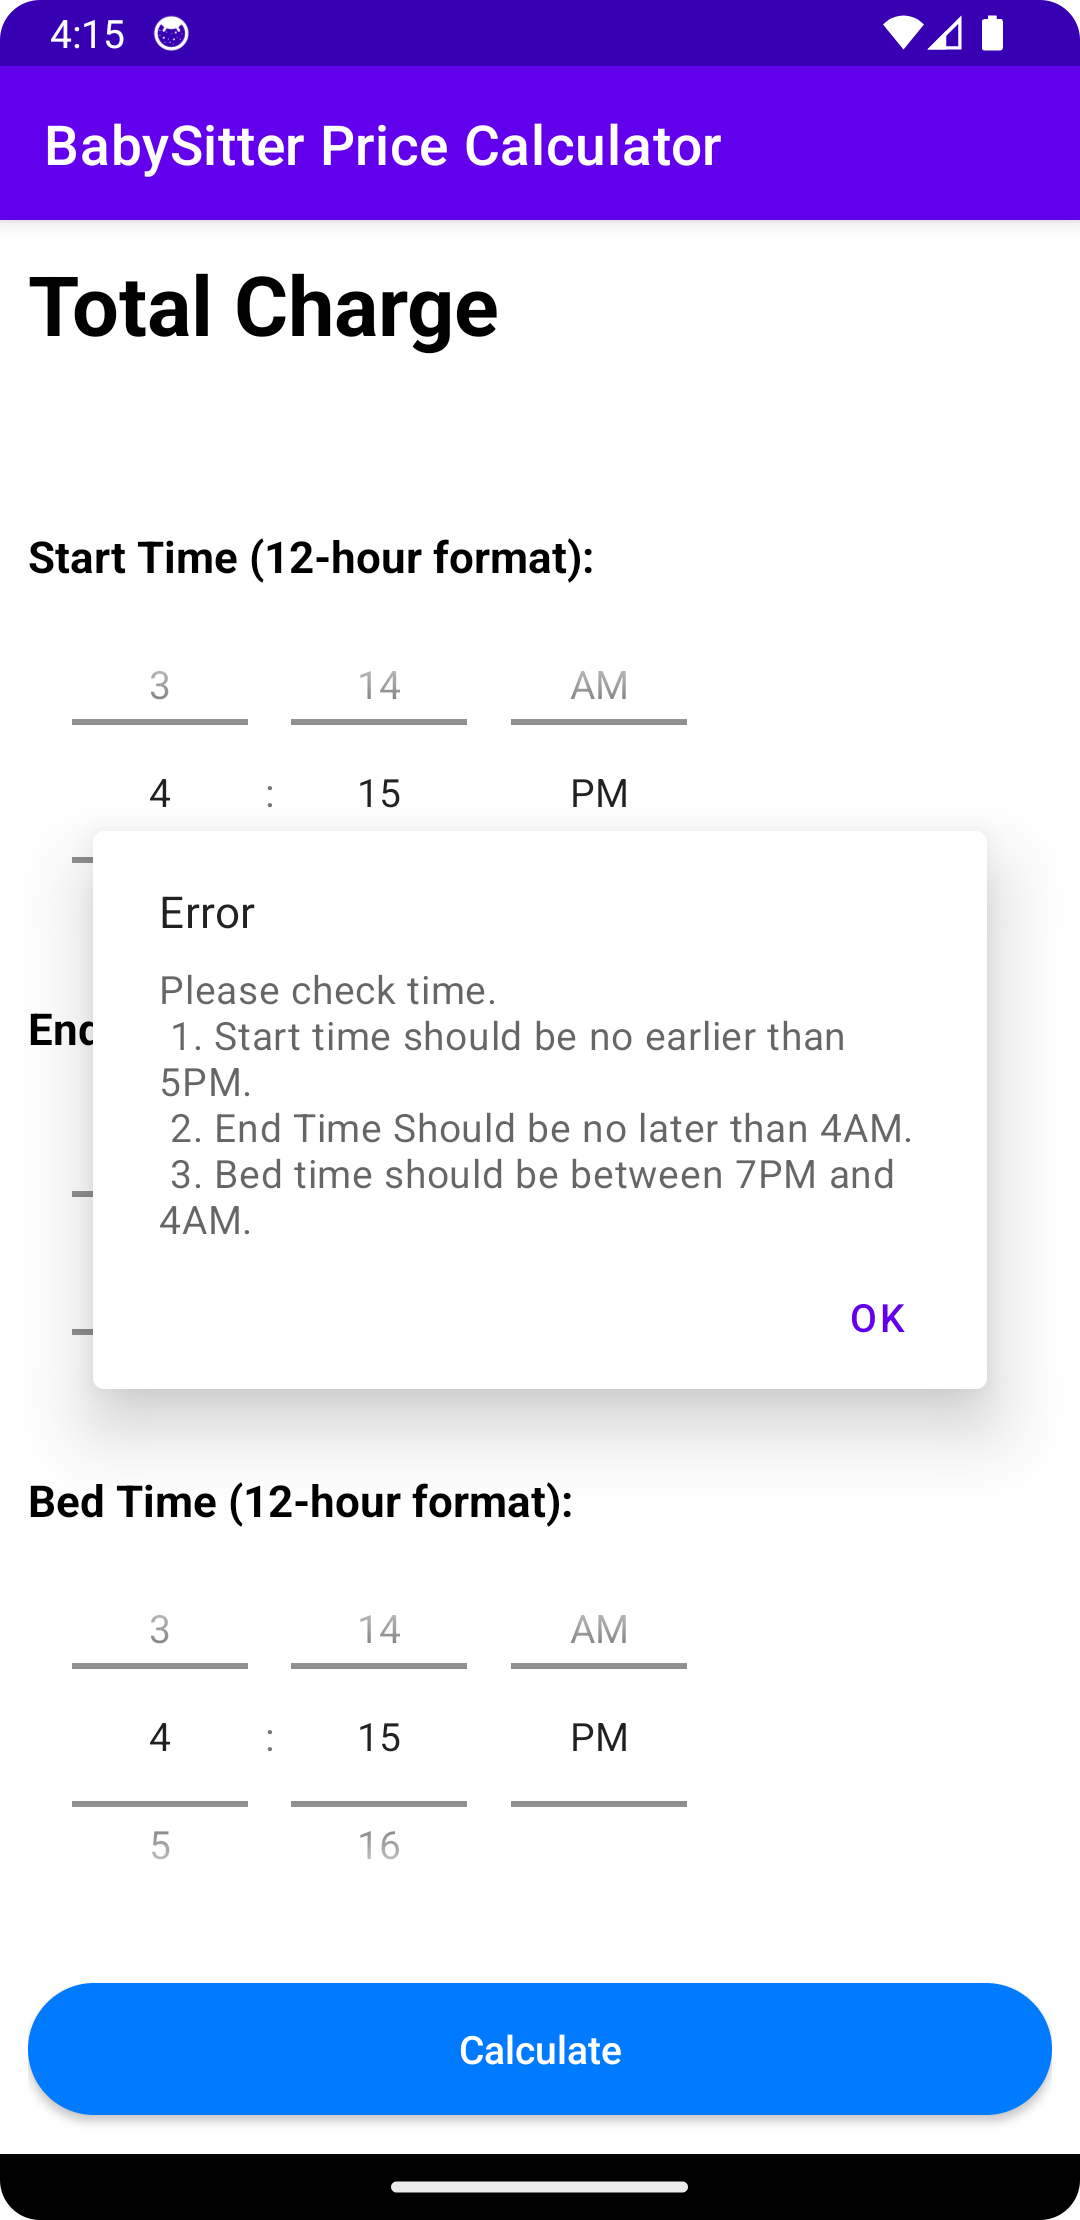 4:15
BabySitter Price Calculator
Total Charge
Start Time (12-hour format):
3 14 AM
4 : 15 PM
Error
Please check time.
1. Start time should be no earlier than
5PM.
2. End Time Should be no later than 4AM.
3. Bed time should be between 7PM and
4AM.
OK
End
Bed Time (12-hour format):
3 14 AM
4 : 15 PM
5 16
Calculate